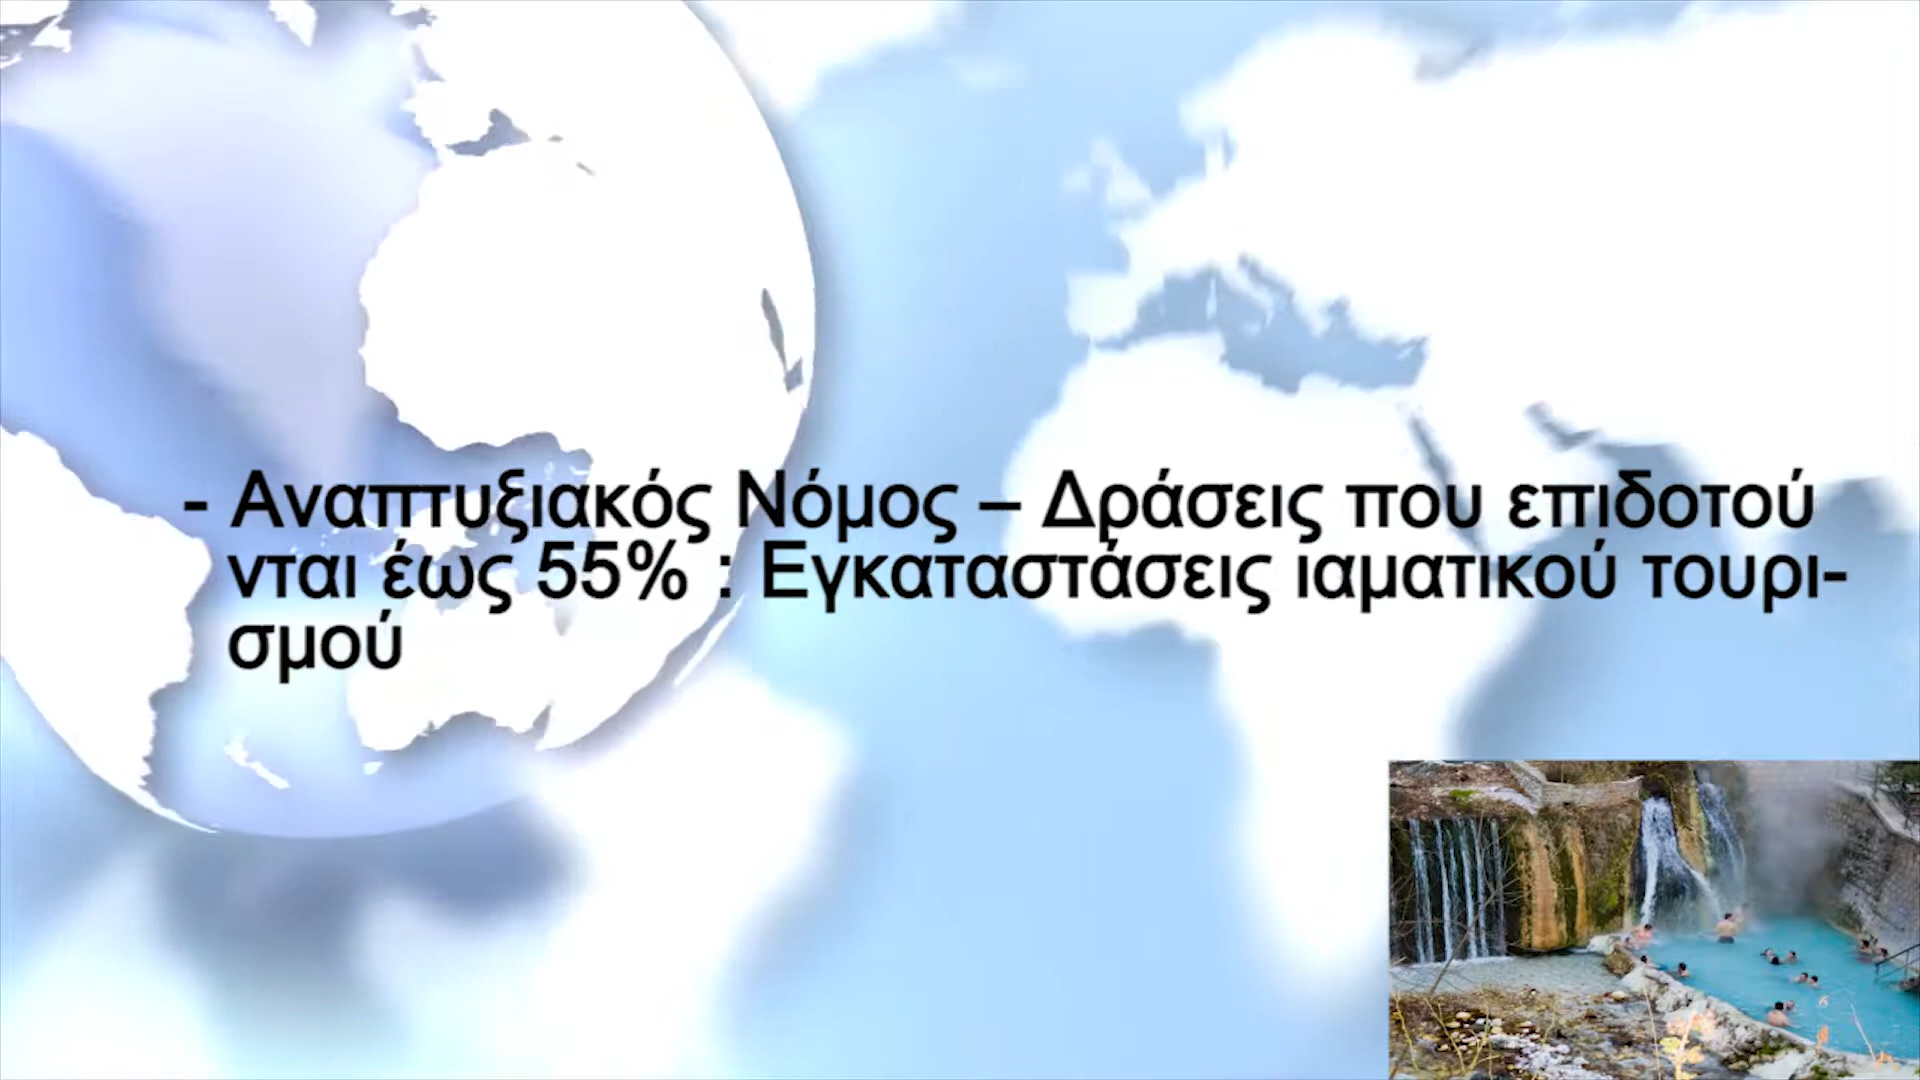 - Αναπτυξιακός Νόμος – Δράσεις που επιδοτού
νται έως 55% : Εγκαταστάσεις ιαματικού τουρι-
σμού